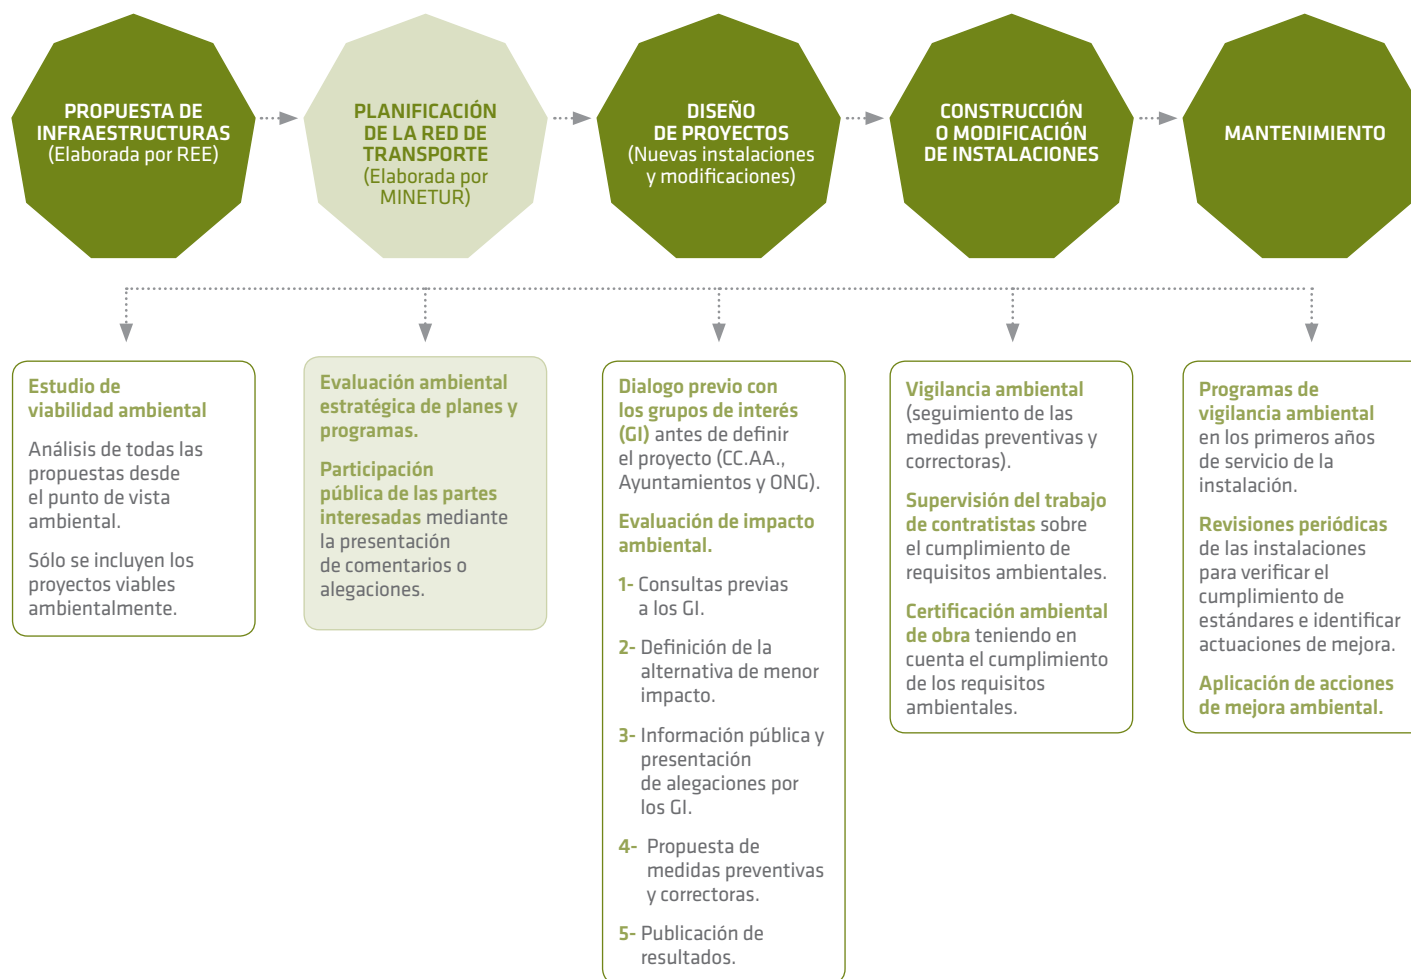 PROPUESTA DE
INFRAESTRUCTURAS
(Elaborada por REE)
PLANIFICACIÓN
DE LA RED DE
TRANSPORTE
(Elaborada por
MINETUR)
DISEÑO
DE PROYECTOS
(Nuevas instalaciones
y modificaciones)
CONSTRUCCIÓN
O MODIFICACIÓN
DE INSTALACIONES
MANTENIMIENTO
Estudio de
viabilidad ambiental
Análisis de todas las
propuestas desde
el punto de vista
ambiental.
Sólo se incluyen los
proyectos viables
ambientalmente.
Evaluación ambiental
estratégica de planes y
programas.
Participación
pública de las partes
interesadas mediante
la presentación
de comentarios o
alegaciones.
Dialogo previo con
los grupos de interés
(GI) antes de definir
el proyecto (CC.AA.,
Ayuntamientos y ONG).
Evaluación de impacto
ambiental.
1- Consultas previas
a los GI.
2- Definición de la
alternativa de menor
impacto.
3- Información pública y
presentación
de alegaciones por
los GI.
4- Propuesta de
medidas preventivas
y correctoras.
5- Publicación de
resultados.
Vigilancia ambiental
(seguimiento de las
medidas preventivas y
correctoras).
Supervisión del trabajo
de contratistas sobre
el cumplimiento de
requisitos ambientales.
Certificación ambiental
de obra teniendo en
cuenta el cumplimiento
de los requisitos
ambientales.
Programas de
vigilancia ambiental
en los primeros años
de servicio de la
instalación.
Revisiones periódicas
de las instalaciones
para verificar el
cumplimiento de
estándares e identificar
actuaciones de mejora.
Aplicación de acciones
de mejora ambiental.